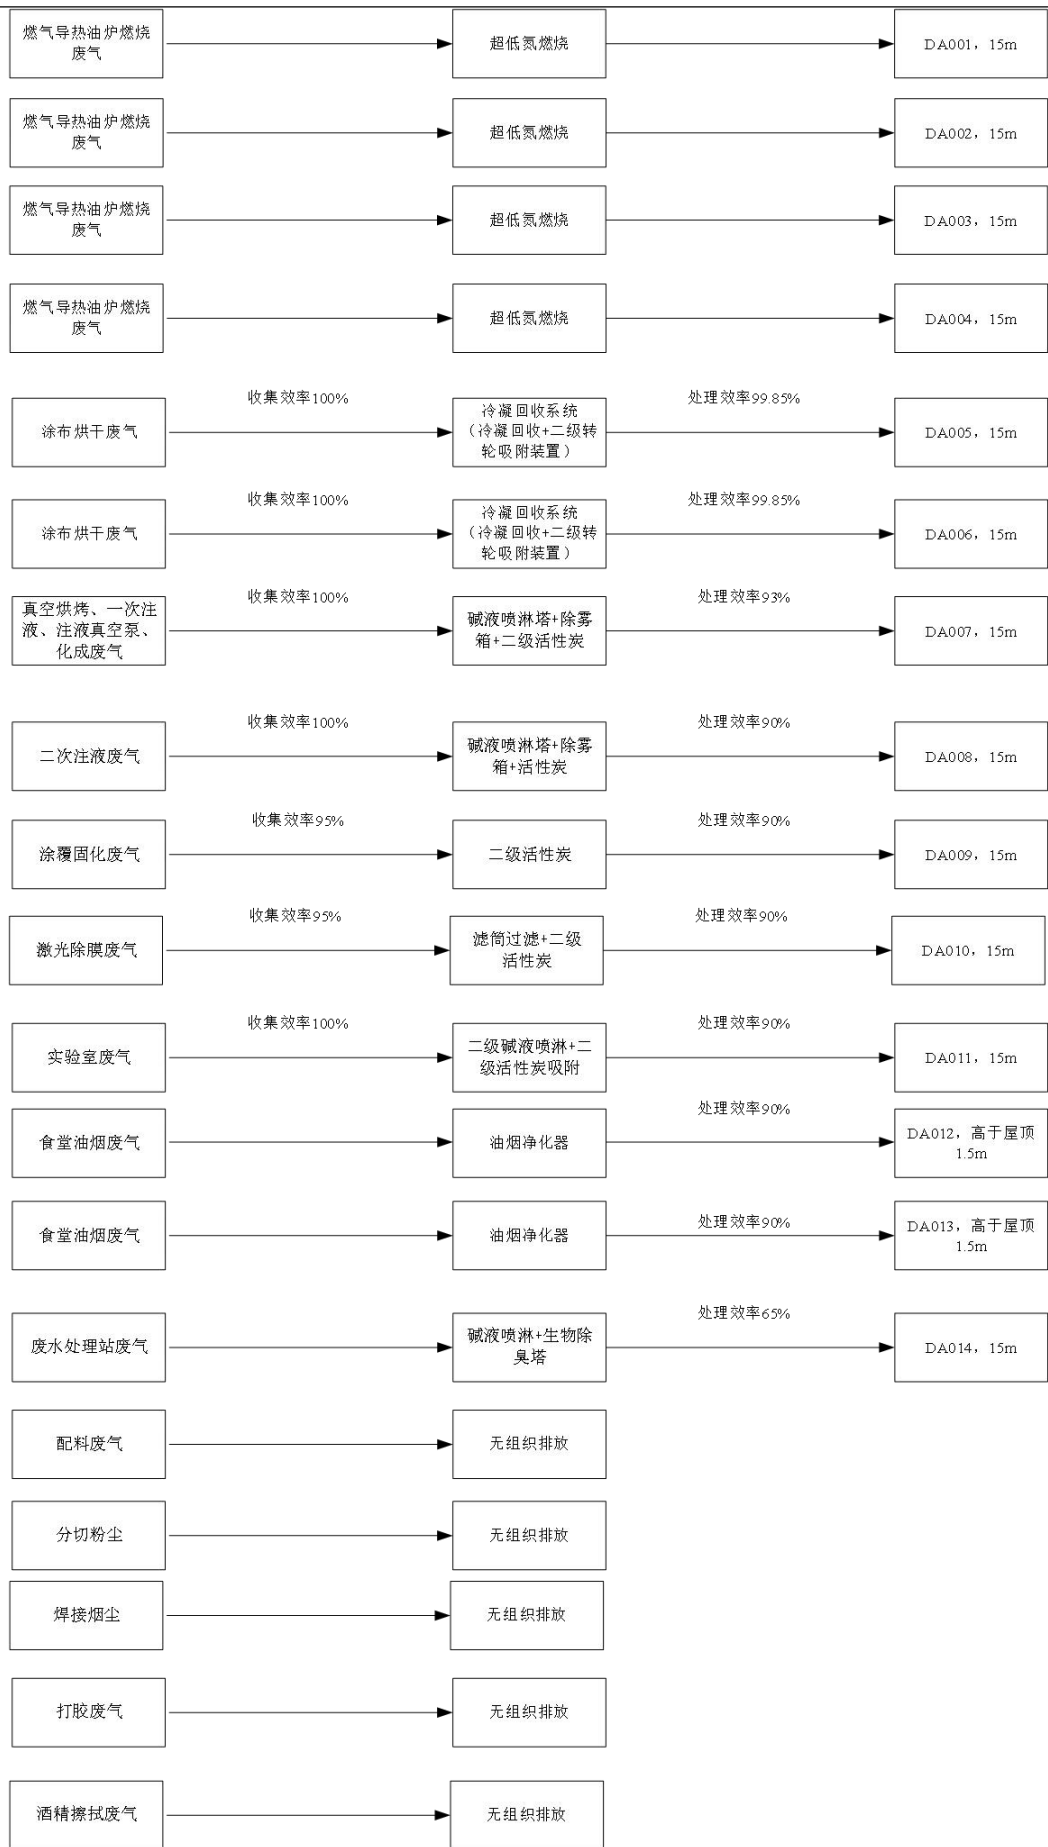 燃气导热油炉燃烧
废气
超低氮燃烧
DA001，15m
燃气导热油炉燃烧
废气
超低氮燃烧
DA002，15m
燃气导热油炉燃烧
废气
超低氮燃烧
DA003，15m
燃气导热油炉燃烧
废气
超低氮燃烧
DA004，15m
收集效率100%
处理效率99.85%
涂布烘干废气
冷凝回收系统
（冷凝回收+二级转
轮吸附装置）
DA005，15m
收集效率100%
处理效率99.85%
涂布烘干废气
冷凝回收系统
（冷凝回收+二级转
轮吸附装置）
DA006，15m
收集效率100%
处理效率93%
真空烘烤、一次注
液、注液真空泵、
化成废气
碱液喷淋塔+除雾
箱+二级活性炭
DA007，15m
收集效率100%
处理效率90%
二次注液废气
碱液喷淋塔+除雾
箱+活性炭
DA008，15m
收集效率95%
处理效率90%
涂覆固化废气
二级活性炭
DA009，15m
收集效率95%
处理效率90%
激光除膜废气
滤筒过滤+二级
活性炭
DA010，15m
收集效率100%
处理效率90%
实验室废气
二级碱液喷淋+二
级活性炭吸附
DA011，15m
处理效率90%
食堂油烟废气
油烟净化器
DA012，高于屋顶
1.5m
处理效率90%
食堂油烟废气
油烟净化器
DA013，高于屋顶
1.5m
处理效率65%
废水处理站废气
碱液喷淋+生物除
臭塔
DA014，15m
配料废气
无组织排放
分切粉尘
无组织排放
焊接烟尘
无组织排放
打胶废气
无组织排放
酒精擦拭废气
无组织排放